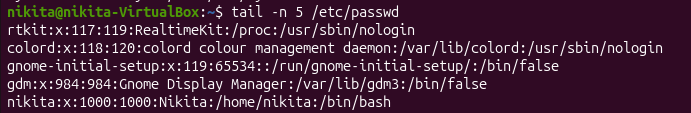 nikita@nikita-VirtualBox:~$ tail -n 5 /etc/passwd
rtkit:x:117:119:RealtimeKit:/proc:/usr/sbin/nologin
colord:x:118:120:colord colour management daemon:/var/lib/colord:/usr/sbin/nologin
gnome-initial-setup:x:119:65534::/run/gnome-initial-setup/:/bin/false
gdm:x:984:984:Gnome Display Manager:/var/lib/gdm3:/bin/false
nikita:x:1000:1000:Nikita:/home/nikita:/bin/bash